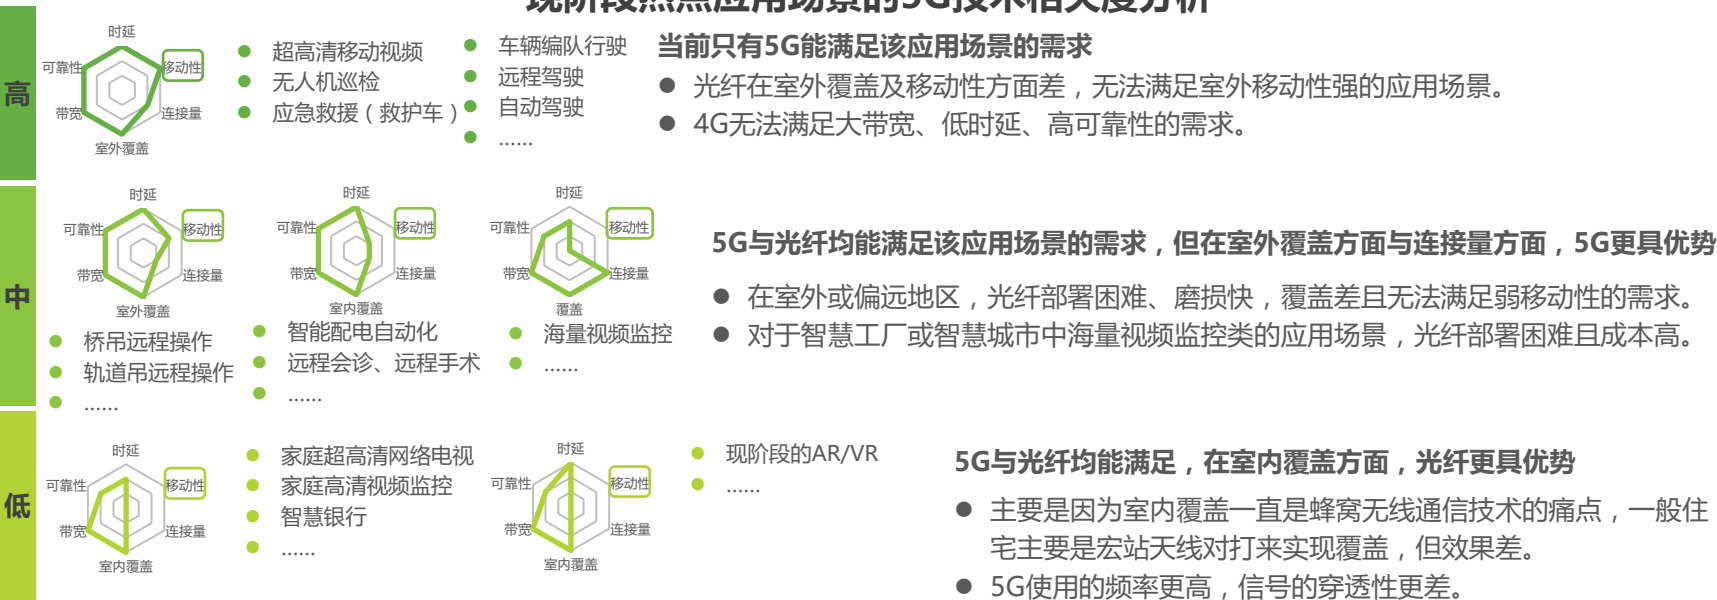 现阶段热点应用场景的5G技术相关度分析
高
时延
可靠性
移动性
带宽
连接量
室外覆盖
● 超高清移动视频
● 无人机巡检
● 应急救援（救护车）
● 车辆编队行驶
● 远程驾驶
● 自动驾驶
● ……
当前只有5G能满足该应用场景的需求
● 光纤在室外覆盖及移动性方面差，无法满足室外移动性强的应用场景。
● 4G无法满足大带宽、低时延、高可靠性的需求。
中
时延
可靠性
移动性
带宽
连接量
室外覆盖
● 桥吊远程操作
● 轨道吊远程操作
● ……
时延
可靠性
移动性
带宽
连接量
室内覆盖
● 智能配电自动化
● 远程会诊、远程手术
● ……
时延
可靠性
移动性
带宽
连接量
覆盖
● 海量视频监控
● ……
5G与光纤均能满足该应用场景的需求，但在室外覆盖方面与连接量方面，5G更具优势
● 在室外或偏远地区，光纤部署困难、磨损快，覆盖差且无法满足弱移动性的需求。
● 对于智慧工厂或智慧城市中海量视频监控类的应用场景，光纤部署困难且成本高。
低
时延
可靠性
移动性
带宽
连接量
室内覆盖
● 家庭超高清网络电视
● 家庭高清视频监控
● 智慧银行
● ……
时延
可靠性
移动性
带宽
连接量
室内覆盖
● 现阶段的AR/VR
● ……
5G与光纤均能满足，在室内覆盖方面，光纤更具优势
● 主要是因为室内覆盖一直是蜂窝无线通信技术的痛点，一般住
宅主要是宏站天线对打来实现覆盖，但效果差。
● 5G使用的频率更高，信号的穿透性更差。